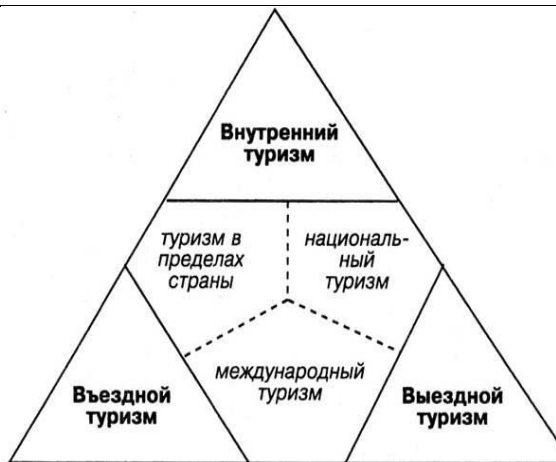 Внутренний
туризм
туризм в
пределах
страны
националь-
ный
туризм
международный
туризм
Въездной
туризм
Выездной
туризм